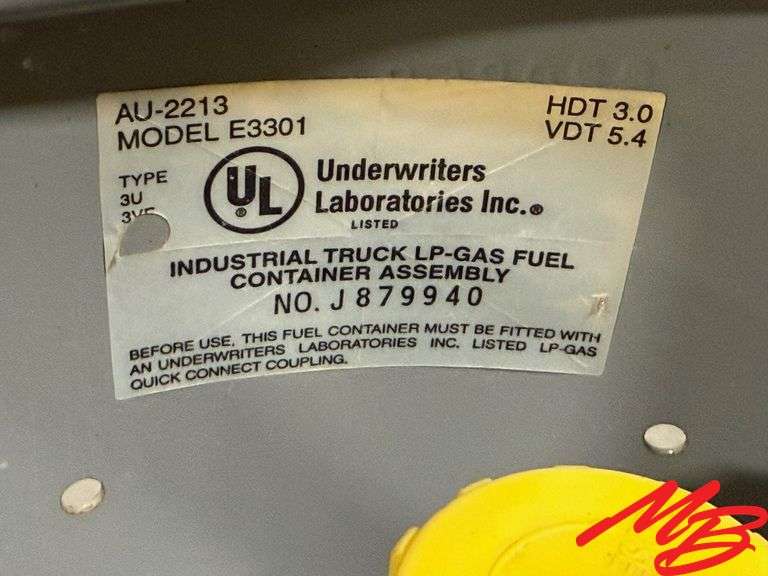 AU-2213
MODEL E3301
HDT 3.0
VDT 5.4
TYPE
3U
UL ®
Underwriters
Laboratories Inc.®
LISTED
INDUSTRIAL TRUCK LP-GAS FUEL
CONTAINER ASSEMBLY
NO. J 879940
BEFORE USE, THIS FUEL CONTAINER MUST BE FITTED WITH
AN UNDERWRITERS LABORATORIES INC. LISTED LP-GAS
QUICK CONNECT COUPLING.
MB